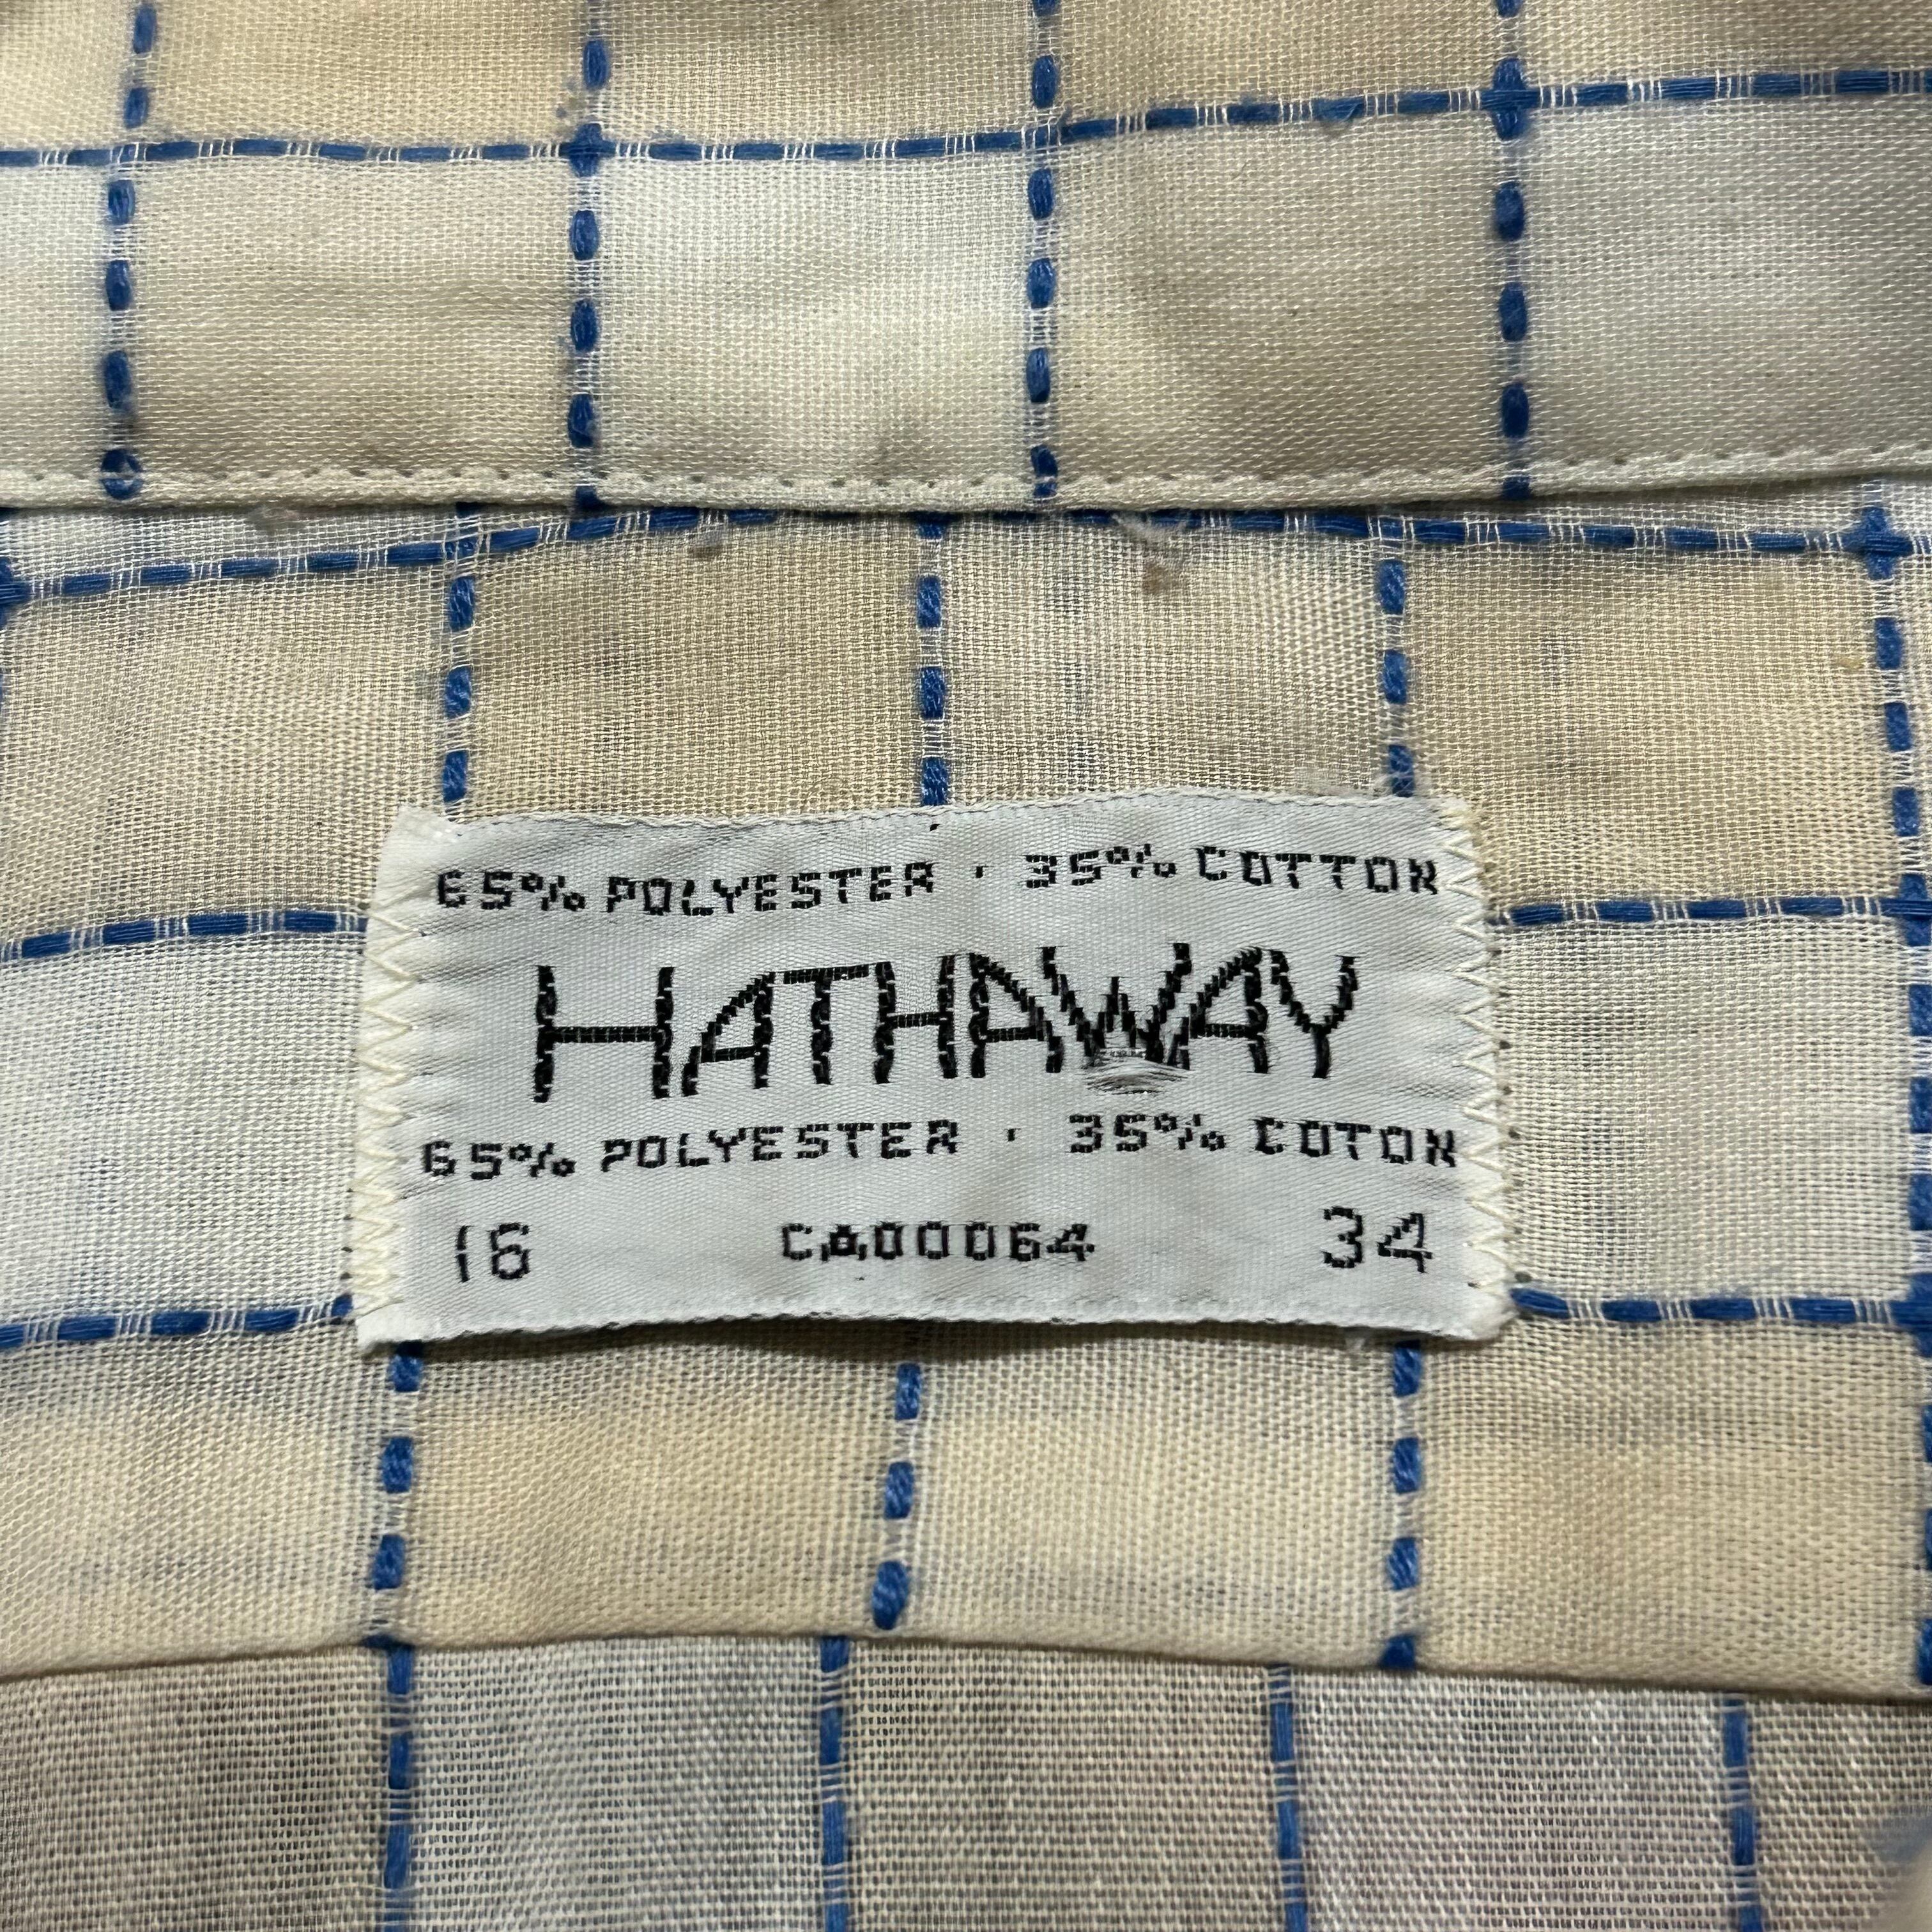 65% POLYESTER · 35% COTTON
HATHAWAY
65% POLYESTER · 35% COTON
16 CA00064 34